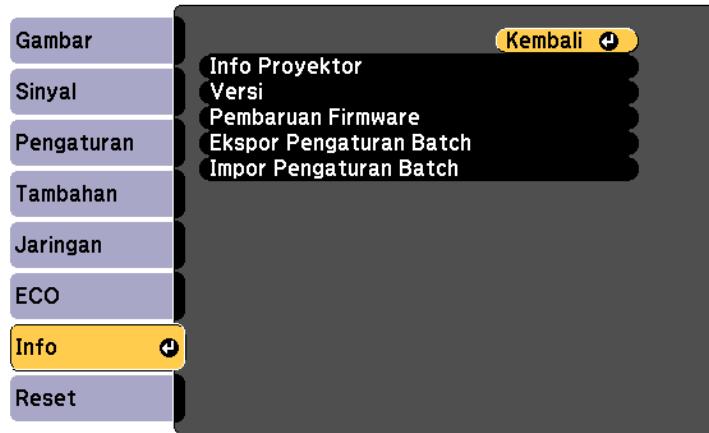 Gambar
Sinyal
Pengaturan
Tambahan
Jaringan
ECO
Info
Reset
Kembali
Info Proyektor
Versi
Pembaruan Firmware
Ekspor Pengaturan Batch
Impor Pengaturan Batch